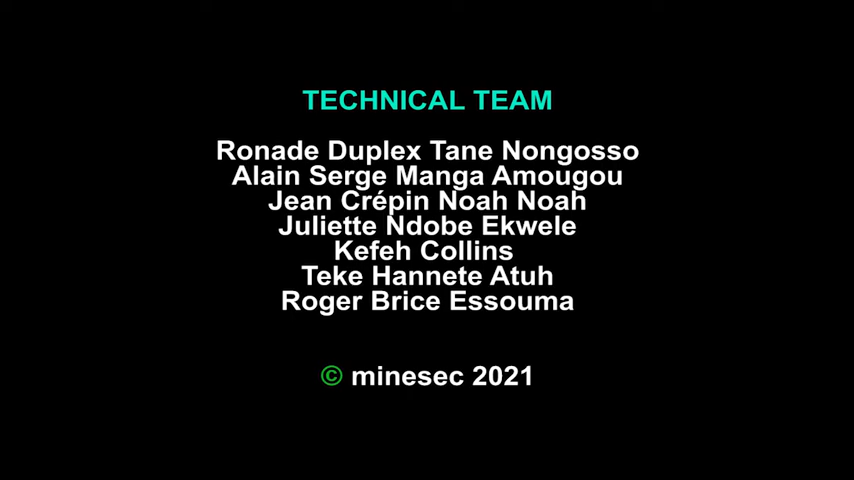 TECHNICAL TEAM
Ronade Duplex Tane Nongosso
Alain Serge Manga Amougou
Jean Crépin Noah Noah
Juliette Ndobe Ekwele
Kefeh Collins
Teke Hannete Atuh
Roger Brice Essouma
© minesec 2021